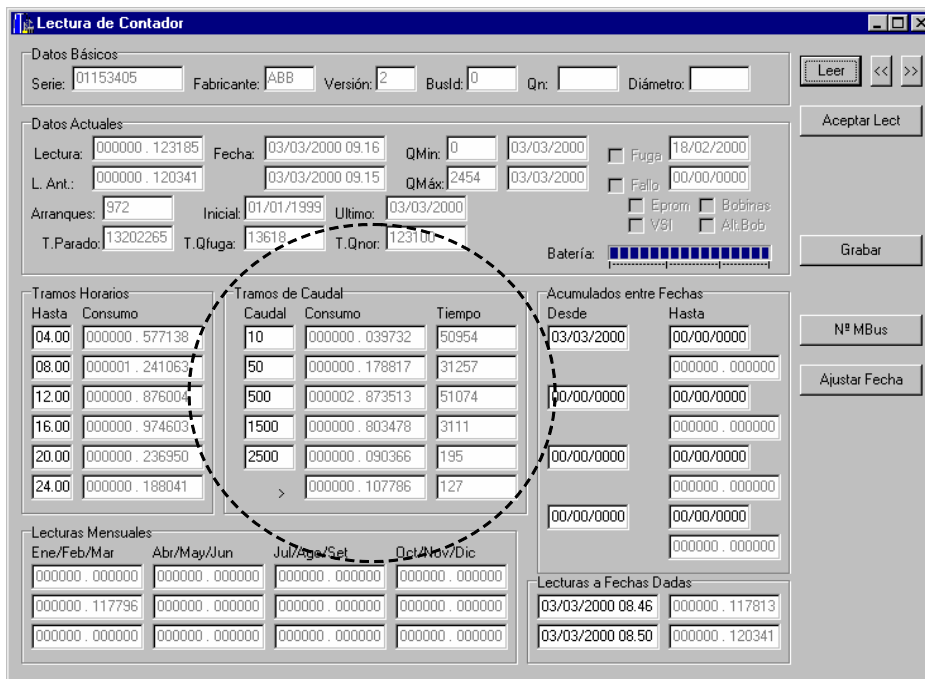 Lectura de Contador
Datos Básicos
Serie: 01153405 Fabricante: ABB Versión: 2 BusId: 0 Qn: Diámetro:
Leer << >>
Aceptar Lect
Datos Actuales
Lectura: 000000 . 123185 Fecha: 03/03/2000 09.16 QMin: 0 03/03/2000 Fuga 18/02/2000
L. Ant.: 000000 . 120341 03/03/2000 09.15 QMáx: 2454 03/03/2000 Fallo 00/00/0000
Arranques: 972 Inicial: 01/01/1999 Ultimo: 03/03/2000 Eprom Bobinas
VSI Alt.Bob
T.Parado: 13202265 T.Qfuga: 13618 T.Qnor: 123100
Batería:
Grabar
Nº MBus
Ajustar Fecha
Tramos Horarios
Hasta Consumo
04.00 000000 . 577138
08.00 000001 . 241063
12.00 000000 . 876004
16.00 000000 . 974603
20.00 000000 . 236950
24.00 000000 . 188041
Tramos de Caudal
Caudal Consumo Tiempo
10 000000 . 039732 50954
50 000000 . 178817 31257
500 000002 . 873513 51074
1500 000000 . 803478 3111
2500 000000 . 090366 195
> 000000 . 107786 127
Acumulados entre Fechas
Desde Hasta
03/03/2000 00/00/0000
000000 . 000000
00/00/0000 00/00/0000
000000 . 000000
00/00/0000 00/00/0000
000000 . 000000
00/00/0000 00/00/0000
000000 . 000000
Lecturas Mensuales
Ene/Feb/Mar Abr/May/Jun Jul/Ago/Set Oct/Nov/Dic
000000 . 000000 000000 . 000000 000000 . 000000 000000 . 000000
000000 . 117796 000000 . 000000 000000 . 000000 000000 . 000000
000000 . 000000 000000 . 000000 000000 . 000000 000000 . 000000
Lecturas a Fechas Dadas
03/03/2000 08.46 000000 . 117813
03/03/2000 08.50 000000 . 120341